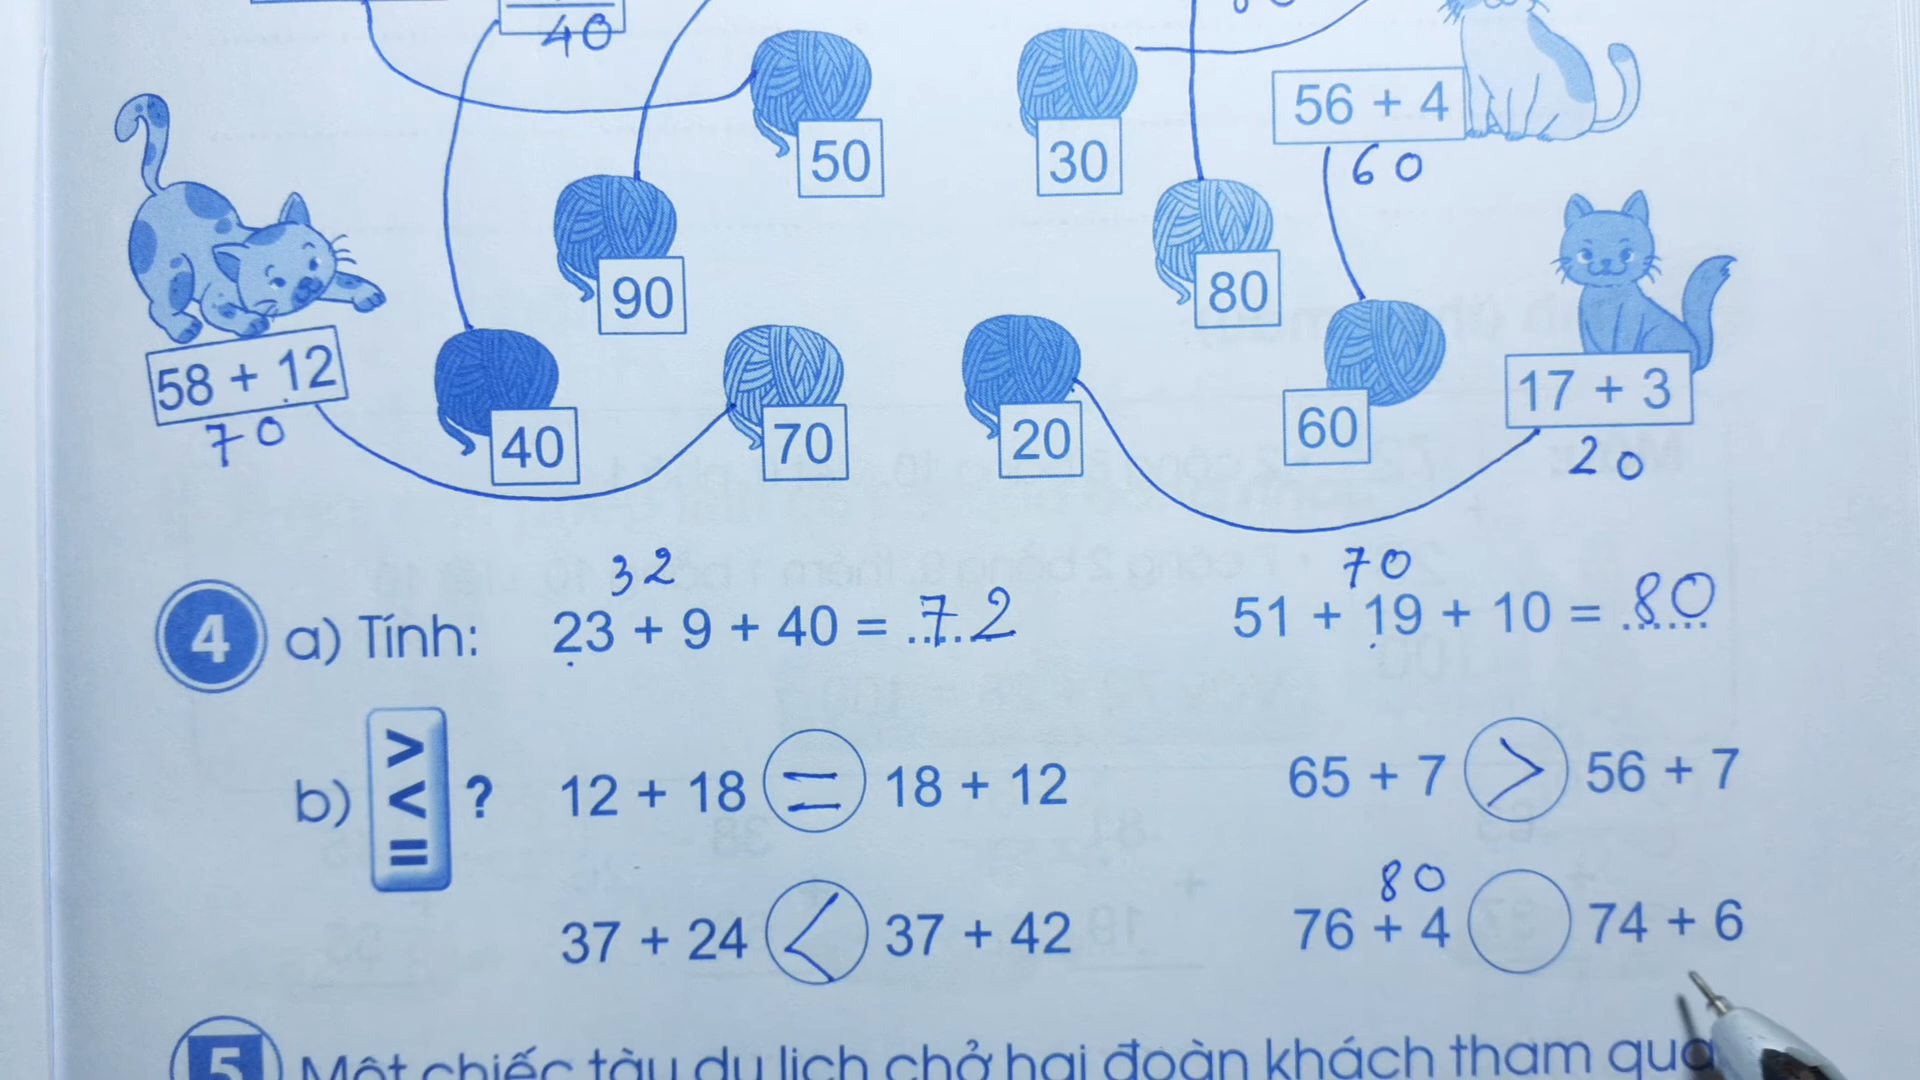 40
50
30
56 + 4
60
90
80
58 + 12
70
40
70
20
60
17 + 3
20
32
70
4 a) Tính: 23 + 9 + 40 = 72 51 + 19 + 10 = 80
b) > < = ? 12 + 18 = 18 + 12 65 + 7 > 56 + 7
80
37 + 24 < 37 + 42 76 + 4 74 + 6
5 Một chiếc tàu du lịch chở hai đoàn khách tham qua